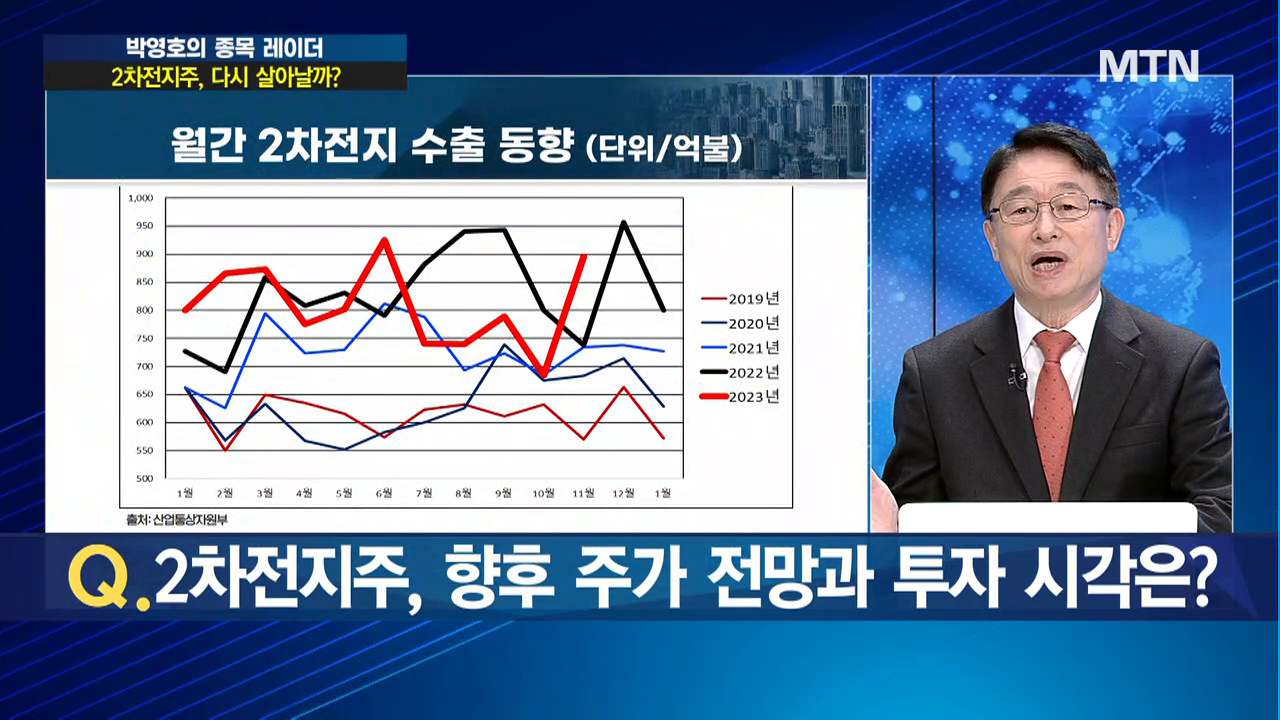 박영호의 종목 레이더
2차전지주, 다시 살아날까?
MTN
월간 2차전지 수출 동향 (단위/억불)
1,000
950
900
850
800
750
700
650
600
550
500
1월 2월 3월 4월 5월 6월 7월 8월 9월 10월 11월 12월 1월
2019년
2020년
2021년
2022년
2023년
출처: 산업통상자원부
Q. 2차전지주, 향후 주가 전망과 투자 시각은?